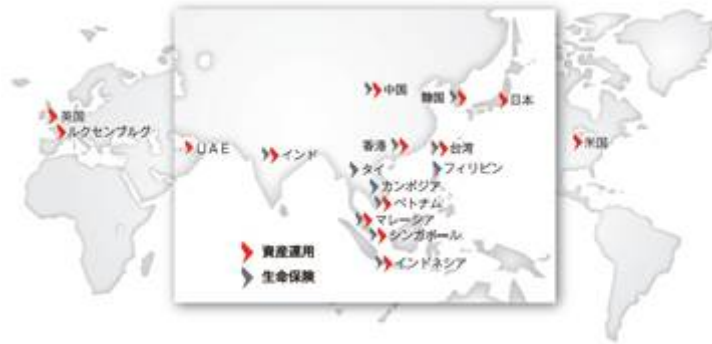 中国
韓国
日本
英国
ルクセンブルグ
UAE
インド
香港
台湾
米国
タイ
フィリピン
カンボジア
ベトナム
マレーシア
シンガポール
インドネシア
資産運用
生命保険